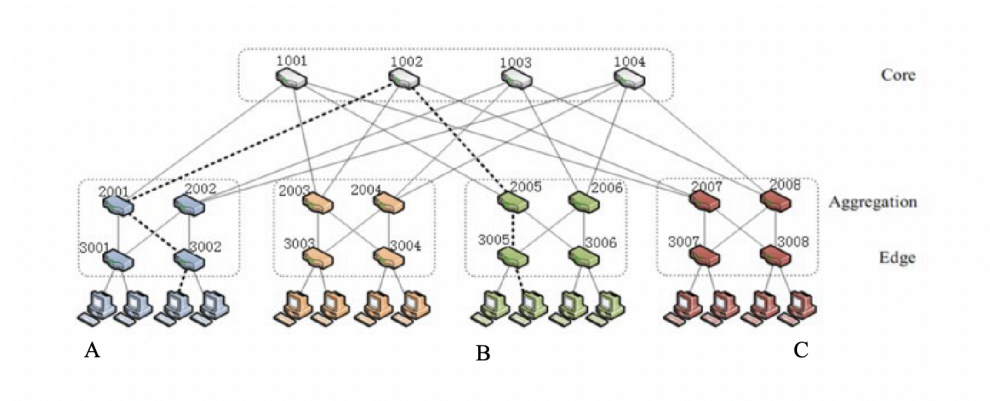 1001 1002 1003 1004 Core
2001 2002 2003 2004 2005 2006 2007 2008 Aggregation
3001 3002 3003 3004 3005 3006 3007 3008 Edge
A B C